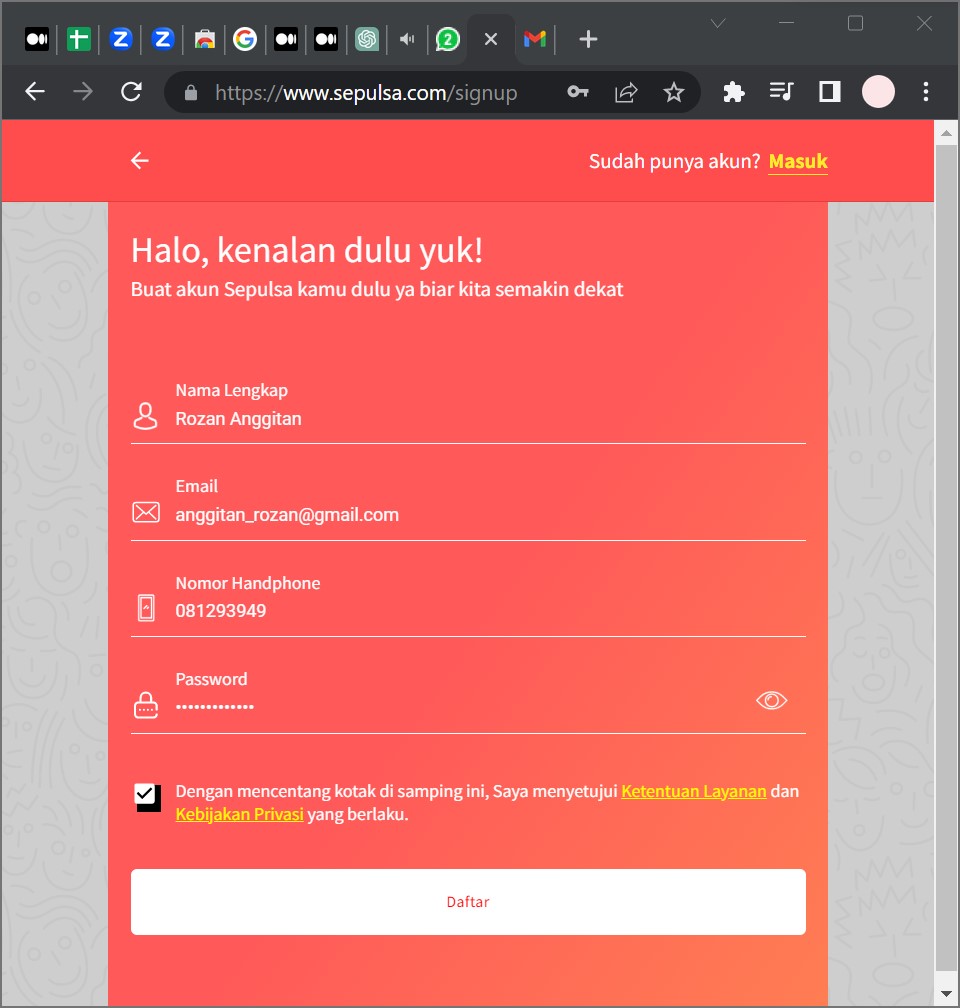 2
https://www.sepulsa.com/signup
Sudah punya akun? Masuk
Halo, kenalan dulu yuk!
Buat akun Sepulsa kamu dulu ya biar kita semakin dekat
Nama Lengkap
Rozan Anggitan
Email
anggitan_rozan@gmail.com
Nomor Handphone
081293949
Password
•••••••••••••
Dengan mencentang kotak di samping ini, Saya menyetujui Ketentuan Layanan dan
Kebijakan Privasi yang berlaku.
Daftar